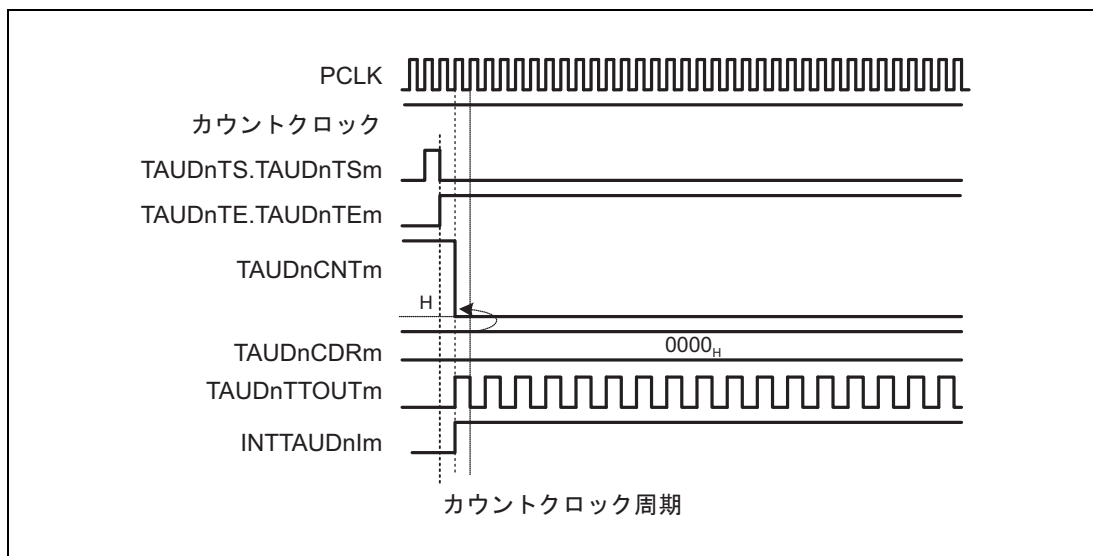 PCLK
カウントクロック
TAUDnTS.TAUDnTSm
TAUDnTE.TAUDnTEm
TAUDnCNTm
H
TAUDnCDRm
0000H
TAUDnTTOUTm
INTTAUDnIm
カウントクロック周期